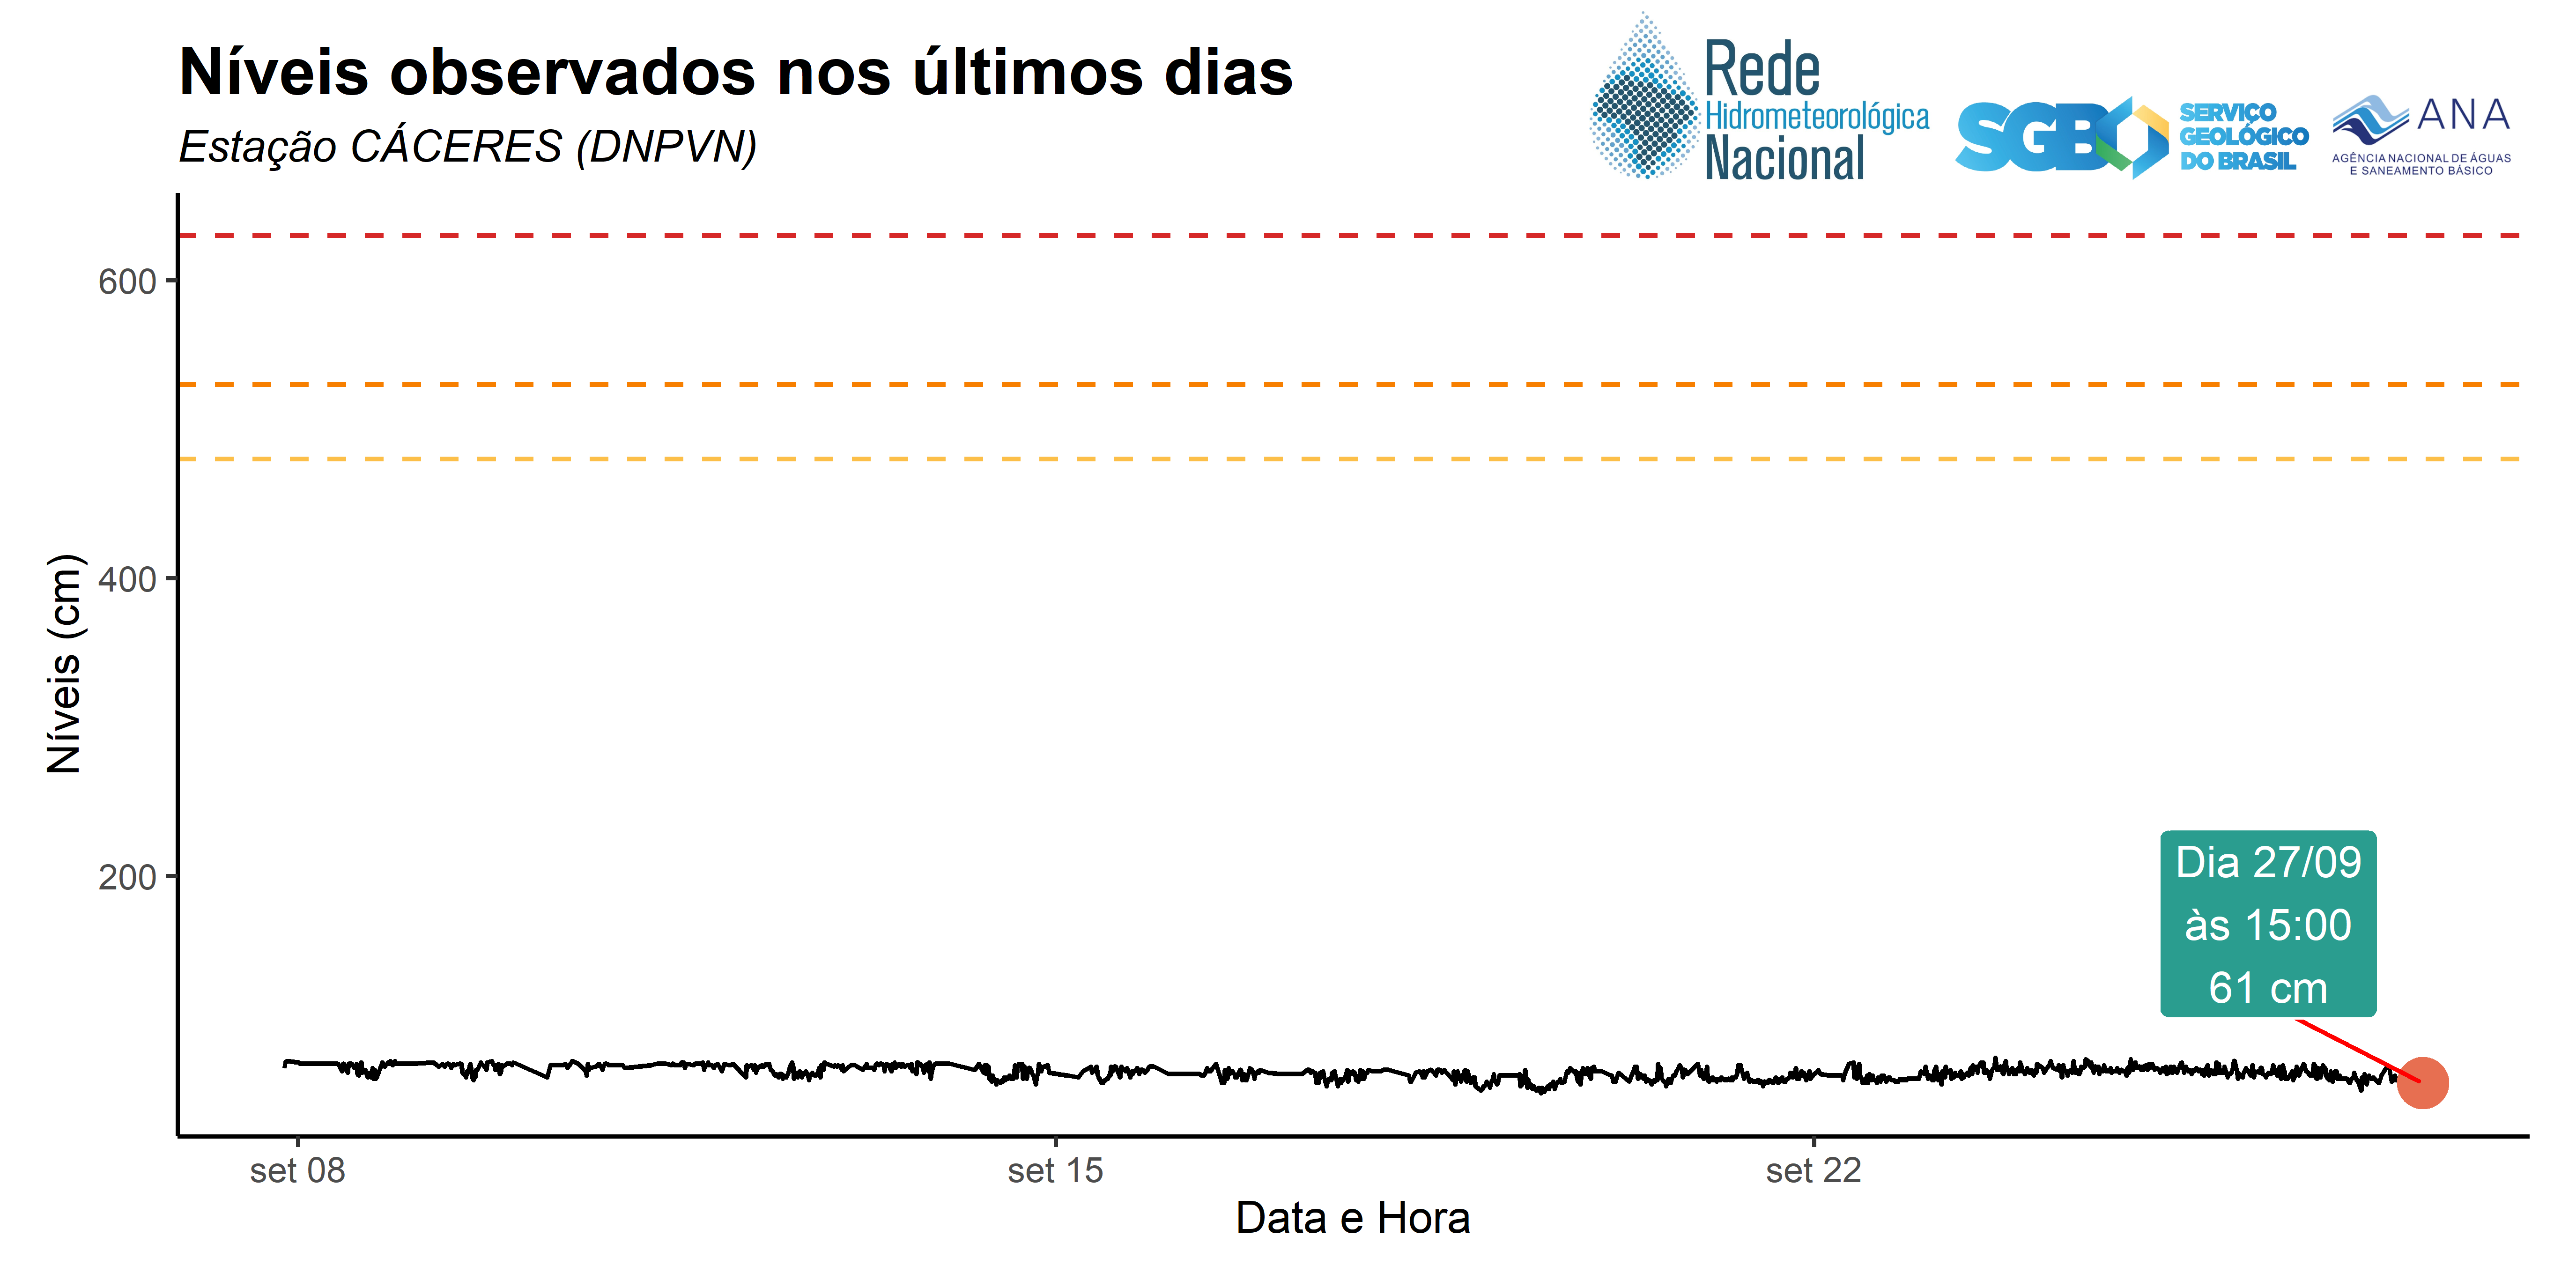 Níveis observados nos últimos dias
Estação CÁCERES (DNPVN)
Rede
Hidrometeorológica
Nacional
SGB
SERVIÇO
GEOLÓGICO
DO BRASIL
ANA
AGÊNCIA NACIONAL DE ÁGUAS
E SANEAMENTO BÁSICO
Níveis (cm)
600
400
200
Dia 27/09
às 15:00
61 cm
set 08
set 15
set 22
Data e Hora